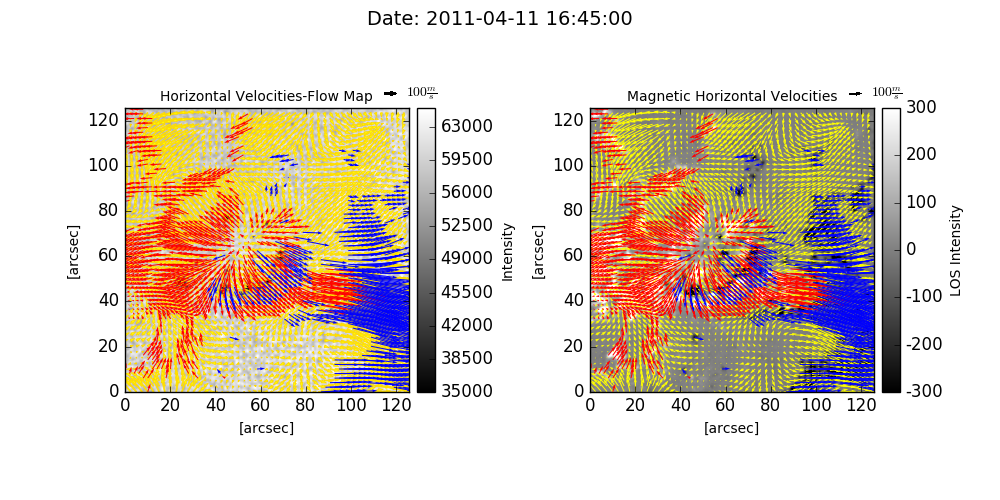 Date: 2011-04-11 16:45:00
Horizontal Velocities-Flow Map
100 m/s
Magnetic Horizontal Velocities
100 m/s
120
100
80
60
40
20
0
[arcsec]
0 20 40 60 80 100 120
[arcsec]
63000
59500
56000
52500
49000
45500
42000
38500
35000
Intensity
120
100
80
60
40
20
0
[arcsec]
0 20 40 60 80 100 120
[arcsec]
300
200
100
0
-100
-200
-300
LOS Intensity